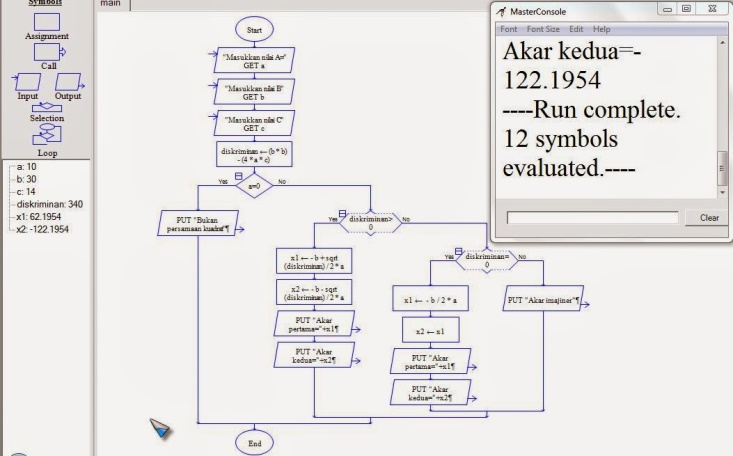 Symbols
Assignment
Call
Input Output
Selection
Loop
a: 10
b: 30
c: 14
diskriminan: 340
x1: 62.1954
x2: -122.1954
main
Start
"Masukkan nilai A="
GET a
"Masukkan nilai B"
GET b
"Masukkan nilai C"
GET c
diskriminan ← (b * b)
- (4 * a * c)
Yes
a=0
No
PUT "Bukan
persamaan kuadrat"¶
Yes
diskriminan>
0
No
x1 ← - b + sqrt
(diskriminan) / 2 * a
x2 ← - b - sqrt
(diskriminan) / 2 * a
PUT "Akar
pertama="+x1¶
PUT "Akar
kedua="+x2¶
Yes
diskriminan=
0
No
x1 ← - b / 2 * a
x2 ← x1
PUT "Akar
pertama="+x1¶
PUT "Akar
kedua="+x2¶
PUT "Akar imajiner"¶
End
MasterConsole
Font Font Size Edit Help
Akar kedua=-
122.1954
----Run complete.
12 symbols
evaluated.----
Clear